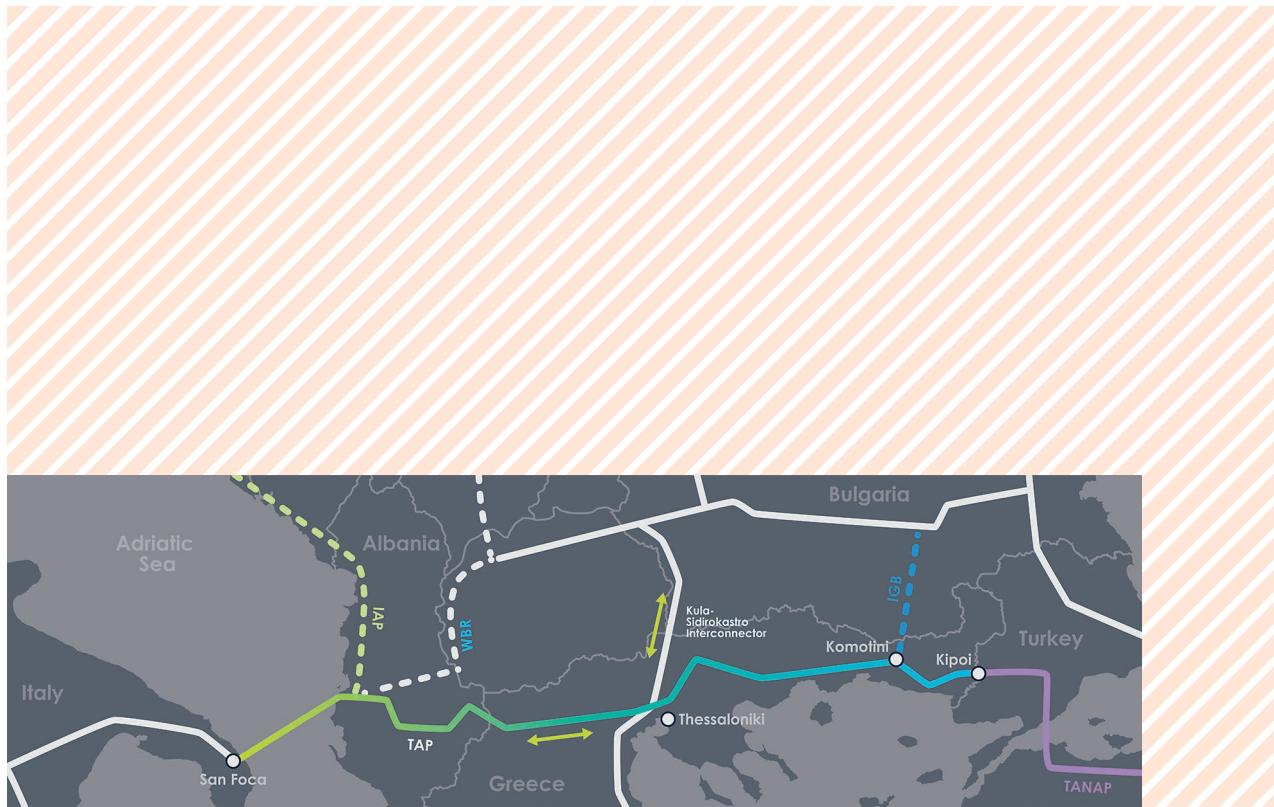 Bulgaria
Adriatic
Sea
Albania
IAP
WBR
IGB
Kula-
Sidirokastro
Interconnector
Komotini
Kipoi
Turkey
Italy
Thessaloniki
TAP
San Foca
Greece
TANAP